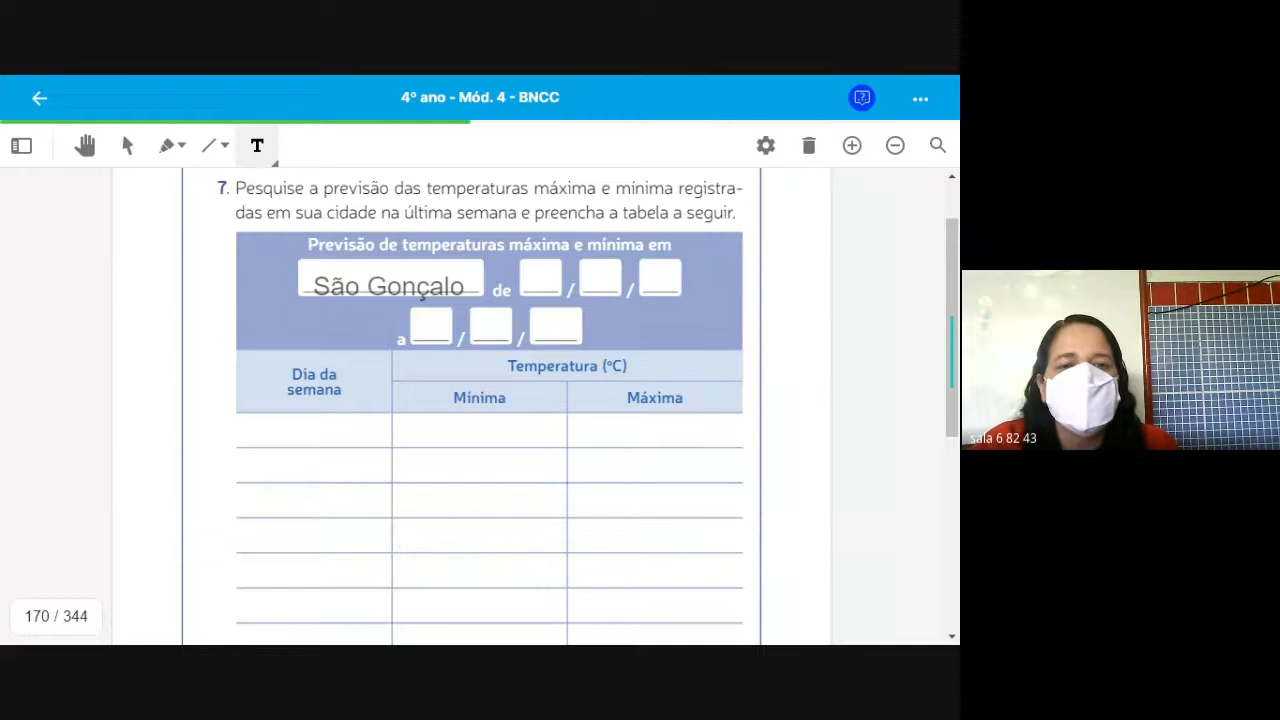 4º ano - Mód. 4 - BNCC
T
7. Pesquise a previsão das temperaturas máxima e mínima registra-
das em sua cidade na última semana e preencha a tabela a seguir.
Previsão de temperaturas máxima e mínima em
São Gonçalo de / /
a / /
Dia da semana
Temperatura (ºC)
Mínima Máxima
170 / 344
sala 6 82 43